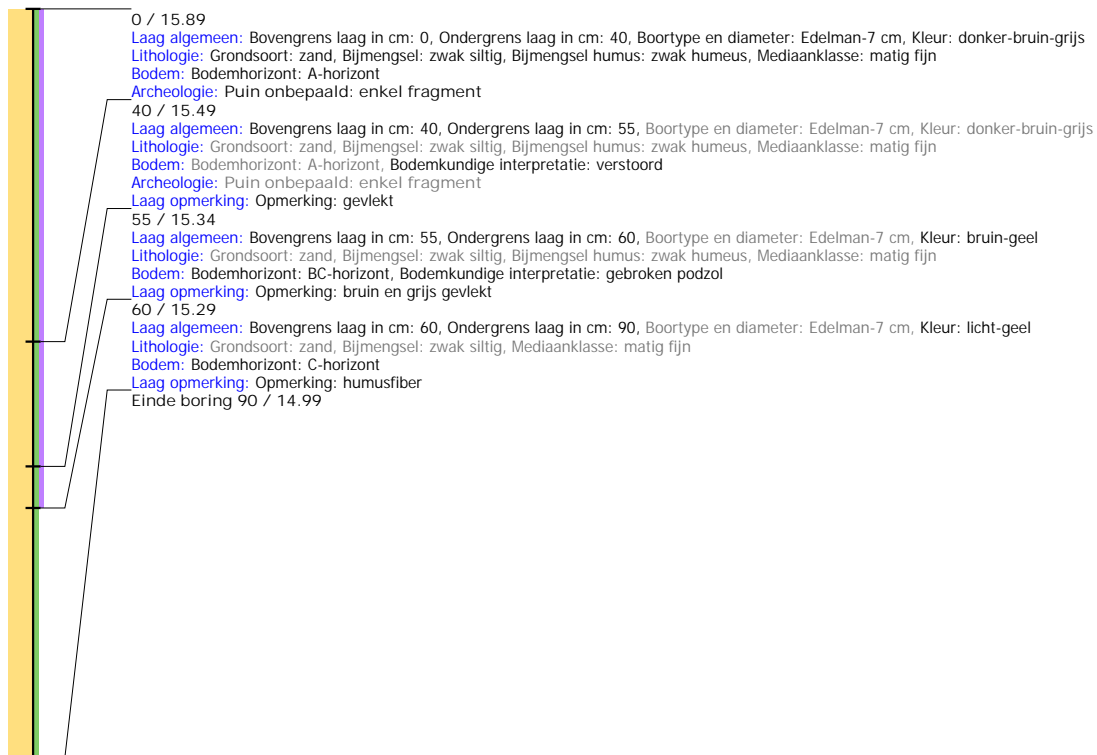 0 / 15.89
Laag algemeen: Bovengrens laag in cm: 0, Ondergrens laag in cm: 40, Boortype en diameter: Edelman-7 cm, Kleur: donker-bruin-grijs
Lithologie: Grondsoort: zand, Bijmengsel: zwak siltig, Bijmengsel humus: zwak humeus, Mediaanklasse: matig fijn
Bodem: Bodemhorizont: A-horizont
Archeologie: Puin onbepaald: enkel fragment
40 / 15.49
Laag algemeen: Bovengrens laag in cm: 40, Ondergrens laag in cm: 55, Boortype en diameter: Edelman-7 cm, Kleur: donker-bruin-grijs
Lithologie: Grondsoort: zand, Bijmengsel: zwak siltig, Bijmengsel humus: zwak humeus, Mediaanklasse: matig fijn
Bodem: Bodemhorizont: A-horizont, Bodemkundige interpretatie: verstoord
Archeologie: Puin onbepaald: enkel fragment
Laag opmerking: Opmerking: gevlekt
55 / 15.34
Laag algemeen: Bovengrens laag in cm: 55, Ondergrens laag in cm: 60, Boortype en diameter: Edelman-7 cm, Kleur: bruin-geel
Lithologie: Grondsoort: zand, Bijmengsel: zwak siltig, Bijmengsel humus: zwak humeus, Mediaanklasse: matig fijn
Bodem: Bodemhorizont: BC-horizont, Bodemkundige interpretatie: gebroken podzol
Laag opmerking: Opmerking: bruin en grijs gevlekt
60 / 15.29
Laag algemeen: Bovengrens laag in cm: 60, Ondergrens laag in cm: 90, Boortype en diameter: Edelman-7 cm, Kleur: licht-geel
Lithologie: Grondsoort: zand, Bijmengsel: zwak siltig, Mediaanklasse: matig fijn
Bodem: Bodemhorizont: C-horizont
Laag opmerking: Opmerking: humusfiber
Einde boring 90 / 14.99